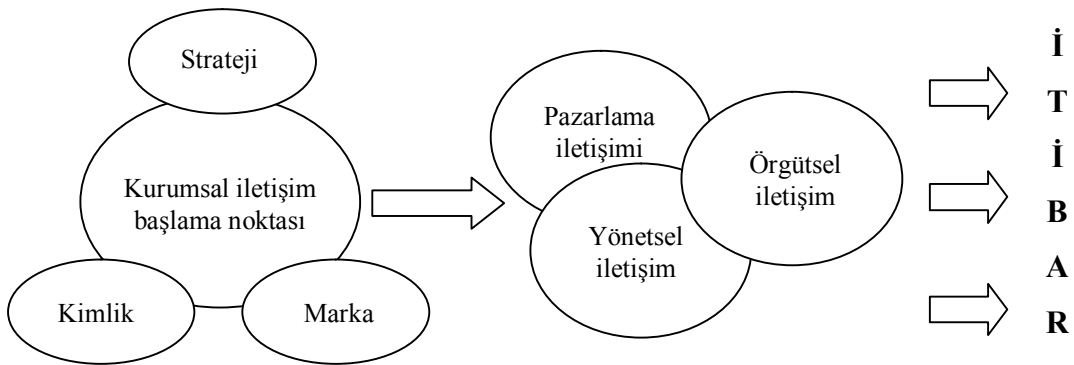 Strateji
Kurumsal iletişim
başlama noktası
Kimlik
Marka
Pazarlama
iletişimi
Örgütsel
iletişim
Yönetsel
iletişim
İ
T
İ
B
A
R